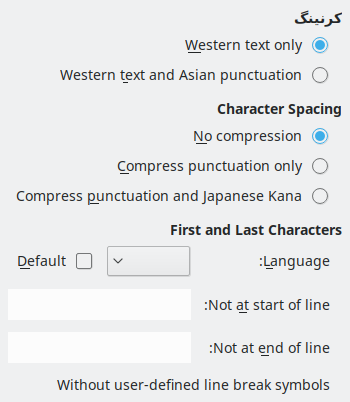 کرنینگ
Western text only
Western text and Asian punctuation
Character Spacing
No compression
Compress punctuation only
Compress punctuation and Japanese Kana
First and Last Characters
:Language
Default
:Not at start of line
:Not at end of line
Without user-defined line break symbols